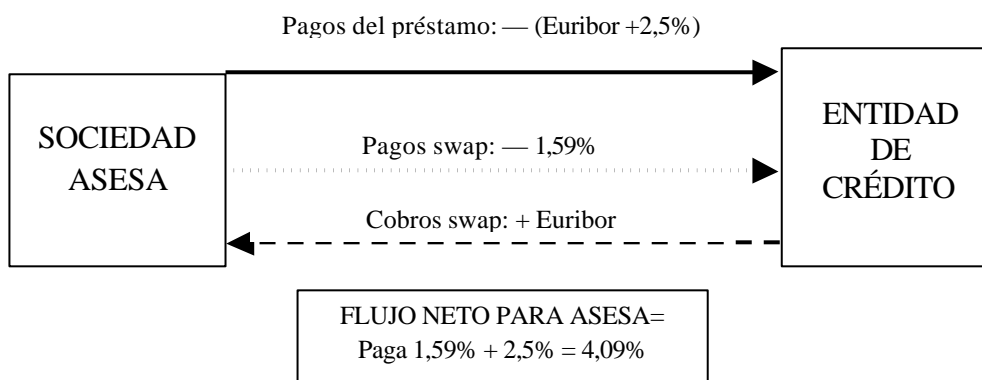 Pagos del préstamo: — (Euribor +2,5%)
SOCIEDAD
ASESA
Pagos swap: — 1,59%
ENTIDAD
DE
CRÉDITO
Cobros swap: + Euribor
FLUJO NETO PARA ASESA=
Paga 1,59% + 2,5% = 4,09%